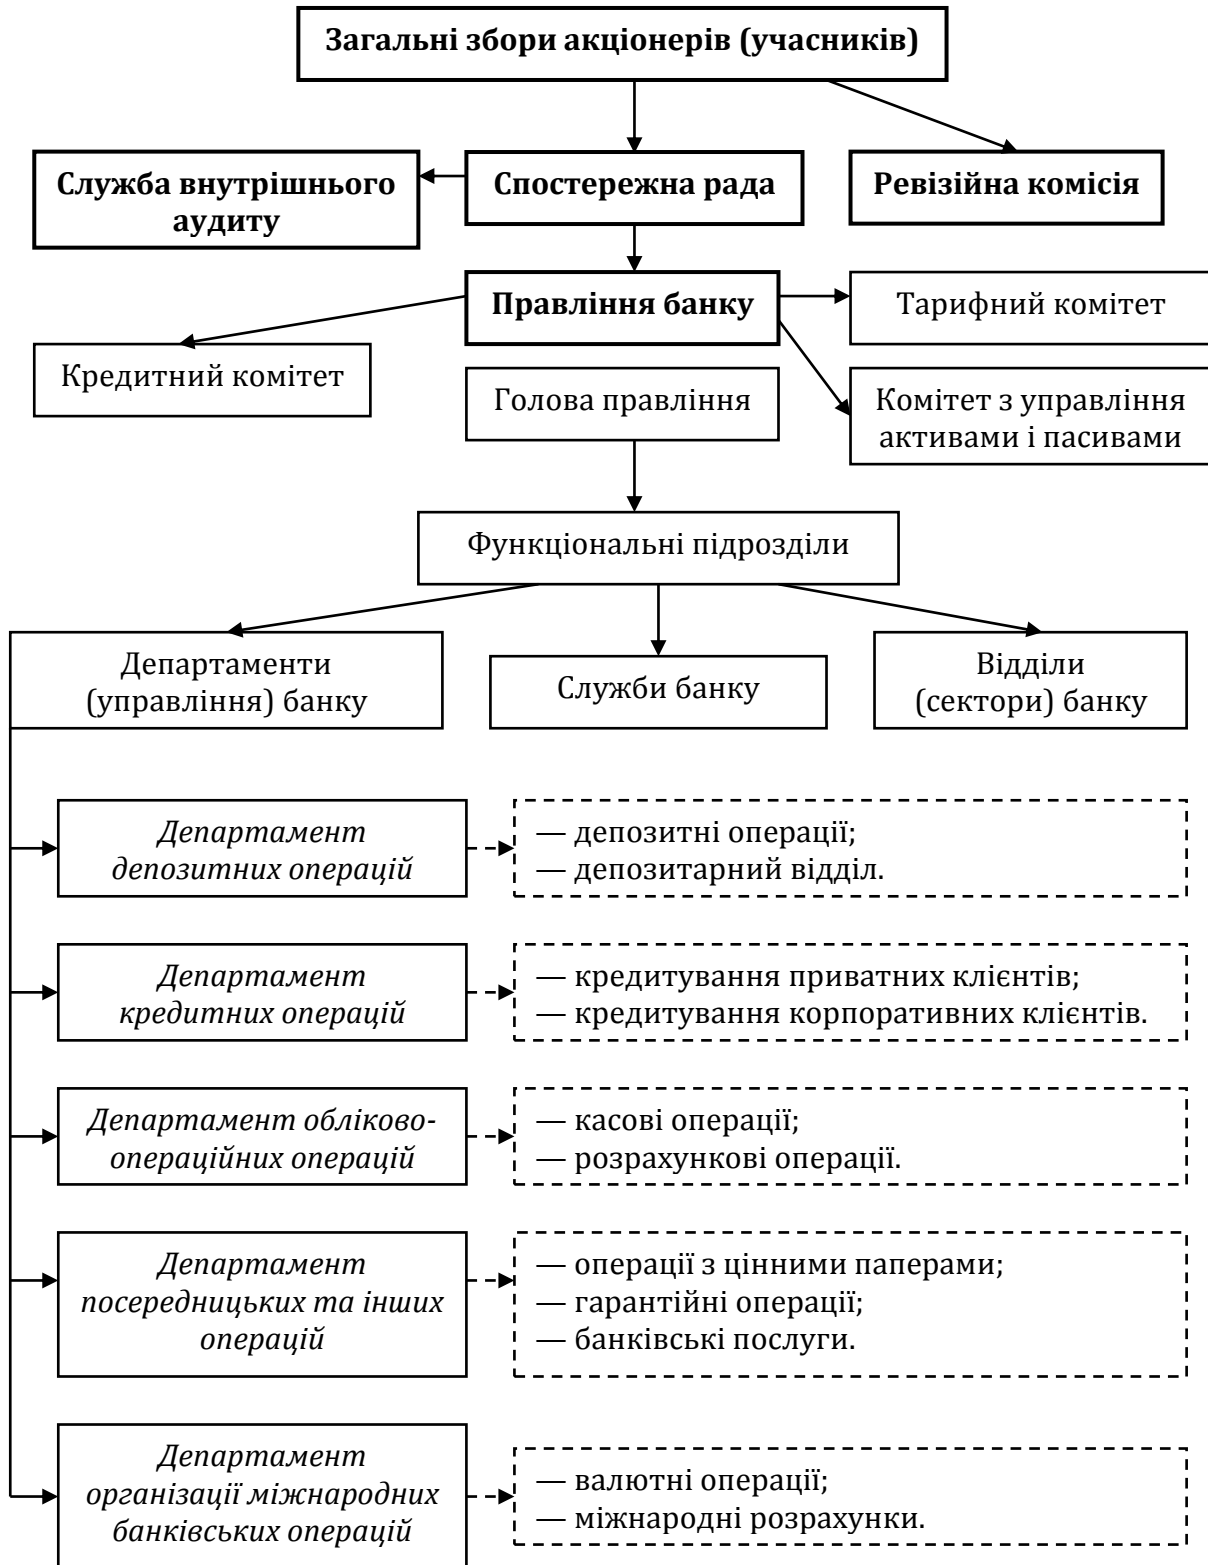 Загальні збори акціонерів (учасників)
Служба внутрішнього
аудиту
Спостережна рада
Ревізійна комісія
Правління банку
Тарифний комітет
Кредитний комітет
Голова правління
Комітет з управління
активами і пасивами
Функціональні підрозділи
Департаменти
(управління) банку
Служби банку
Відділи
(сектори) банку
Департамент
депозитних операцій
— депозитні операції;
— депозитарний відділ.
Департамент
кредитних операцій
— кредитування приватних клієнтів;
— кредитування корпоративних клієнтів.
Департамент обліково-
операційних операцій
— касові операції;
— розрахункові операції.
Департамент
посередницьких та інших
операцій
— операції з цінними паперами;
— гарантійні операції;
— банківські послуги.
Департамент
організації міжнародних
банківських операцій
— валютні операції;
— міжнародні розрахунки.